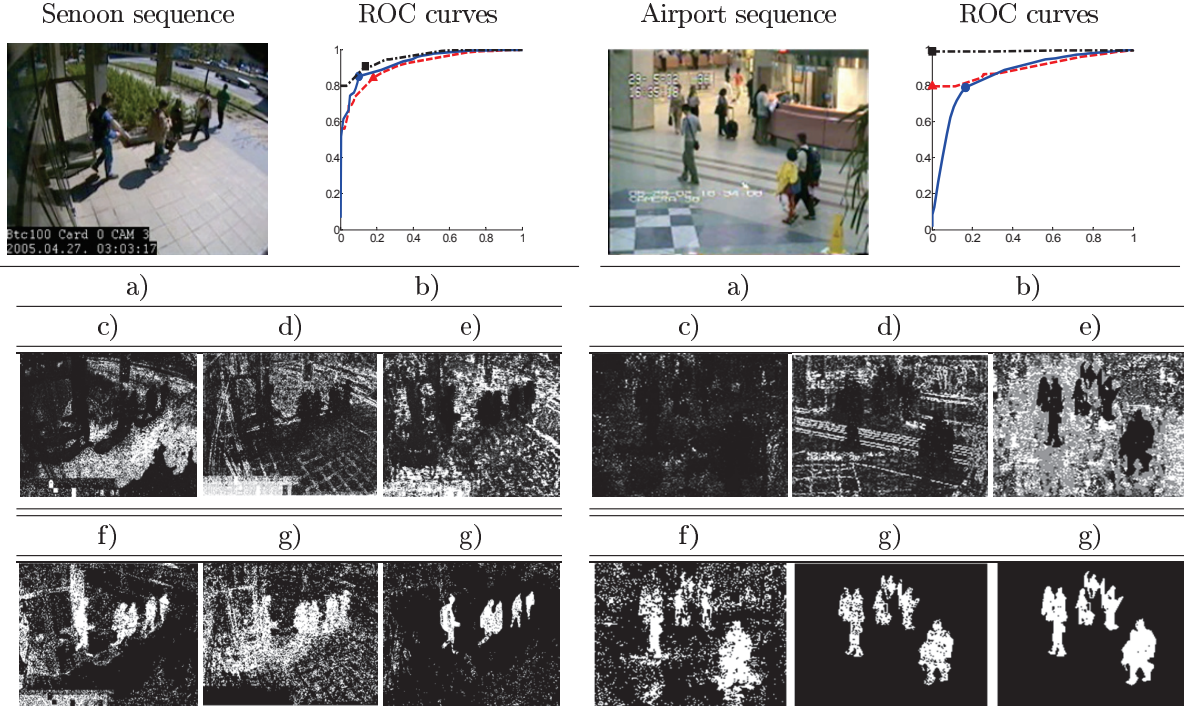 Senoon sequence
Btc100 Card 0 CAM 3
2005.04.27. 03:03:17
ROC curves
1
0.8
0.6
0.4
0.2
0
0 0.2 0.4 0.6 0.8 1
Airport sequence
CAMERA
ROC curves
1
0.8
0.6
0.4
0.2
0
0 0.2 0.4 0.6 0.8 1
a) b) a) b)
c) d) e) c) d) e)
f) g) g) f) g) g)